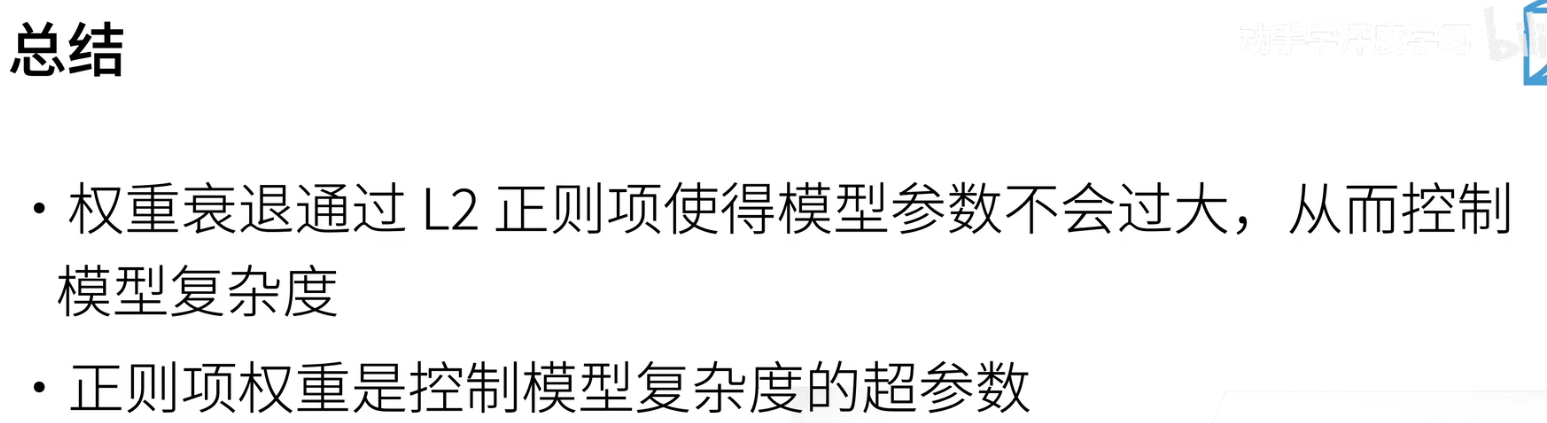 总结
动手学深度学习
• 权重衰退通过 L2 正则项使得模型参数不会过大，从而控制
模型复杂度
• 正则项权重是控制模型复杂度的超参数